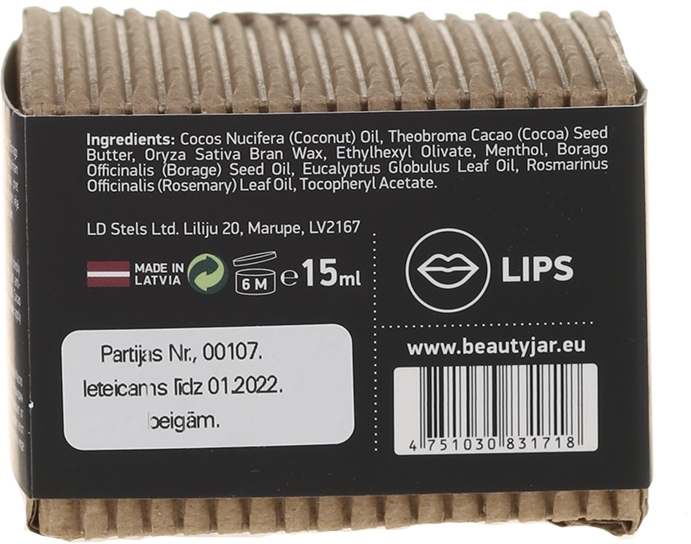 Ingredients: Cocos Nucifera (Coconut) Oil, Theobroma Cacao (Cocoa) Seed
Butter, Oryza Sativa Bran Wax, Ethylhexyl Olivate, Menthol, Borago
Officinalis (Borage) Seed Oil, Eucalyptus Globulus Leaf Oil, Rosmarinus
Officinalis (Rosemary) Leaf Oil, Tocopheryl Acetate.
LD Stels Ltd. Liliju 20, Marupe, LV2167
MADE IN
LATVIA
6 M
e15ml
LIPS
www.beautyjar.eu
Partijas Nr., 00107.
Ieteicams līdz 01.2022.
beigām.
4 751030 831718